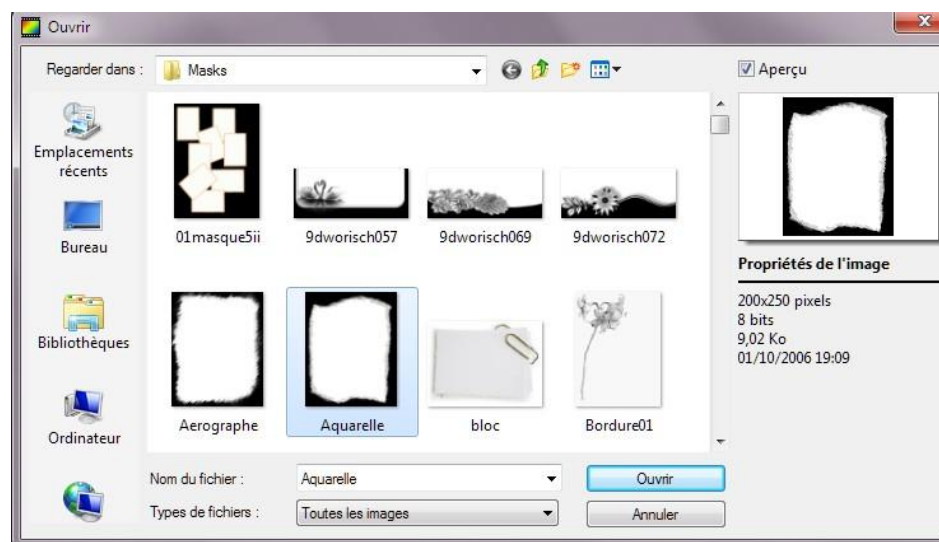 Ouvrir
Regarder dans :
Masks
Aperçu
Emplacements
récents
Bureau
Bibliothèques
Ordinateur
01masque5ii
9dworisch057
9dworisch069
9dworisch072
Aerographe
Aquarelle
bloc
Bordure01
Propriétés de l'image
200x250 pixels
8 bits
9,02 Ko
01/10/2006 19:09
Nom du fichier :
Aquarelle
Ouvrir
Types de fichiers :
Toutes les images
Annuler